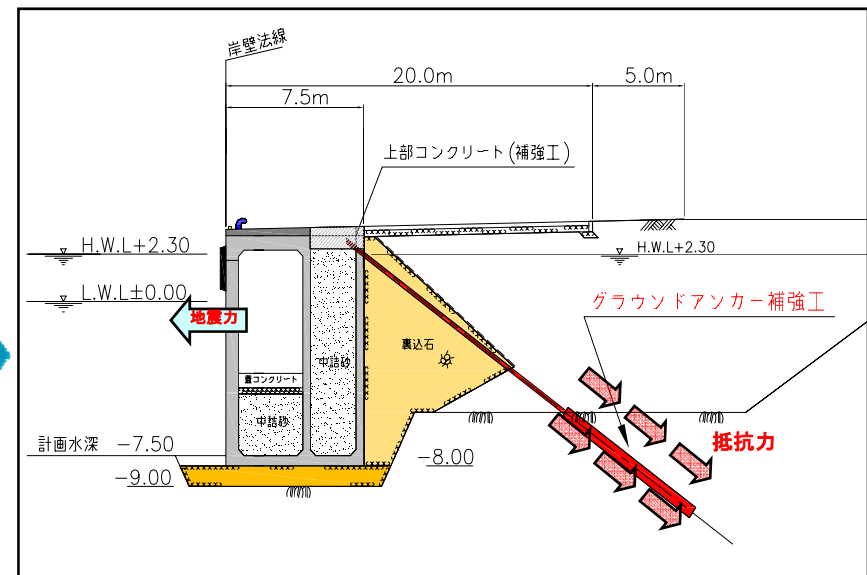 岸壁法線
20.0m
5.0m
7.5m
上部コンクリート(補強工)
H.W.L+2.30
H.W.L+2.30
L.W.L±0.00
地震力
グラウンドアンカー補強工
裏込石
中詰砂
蓋コンクリート
中詰砂
抵抗力
計画水深 -7.50
-8.00
-9.00